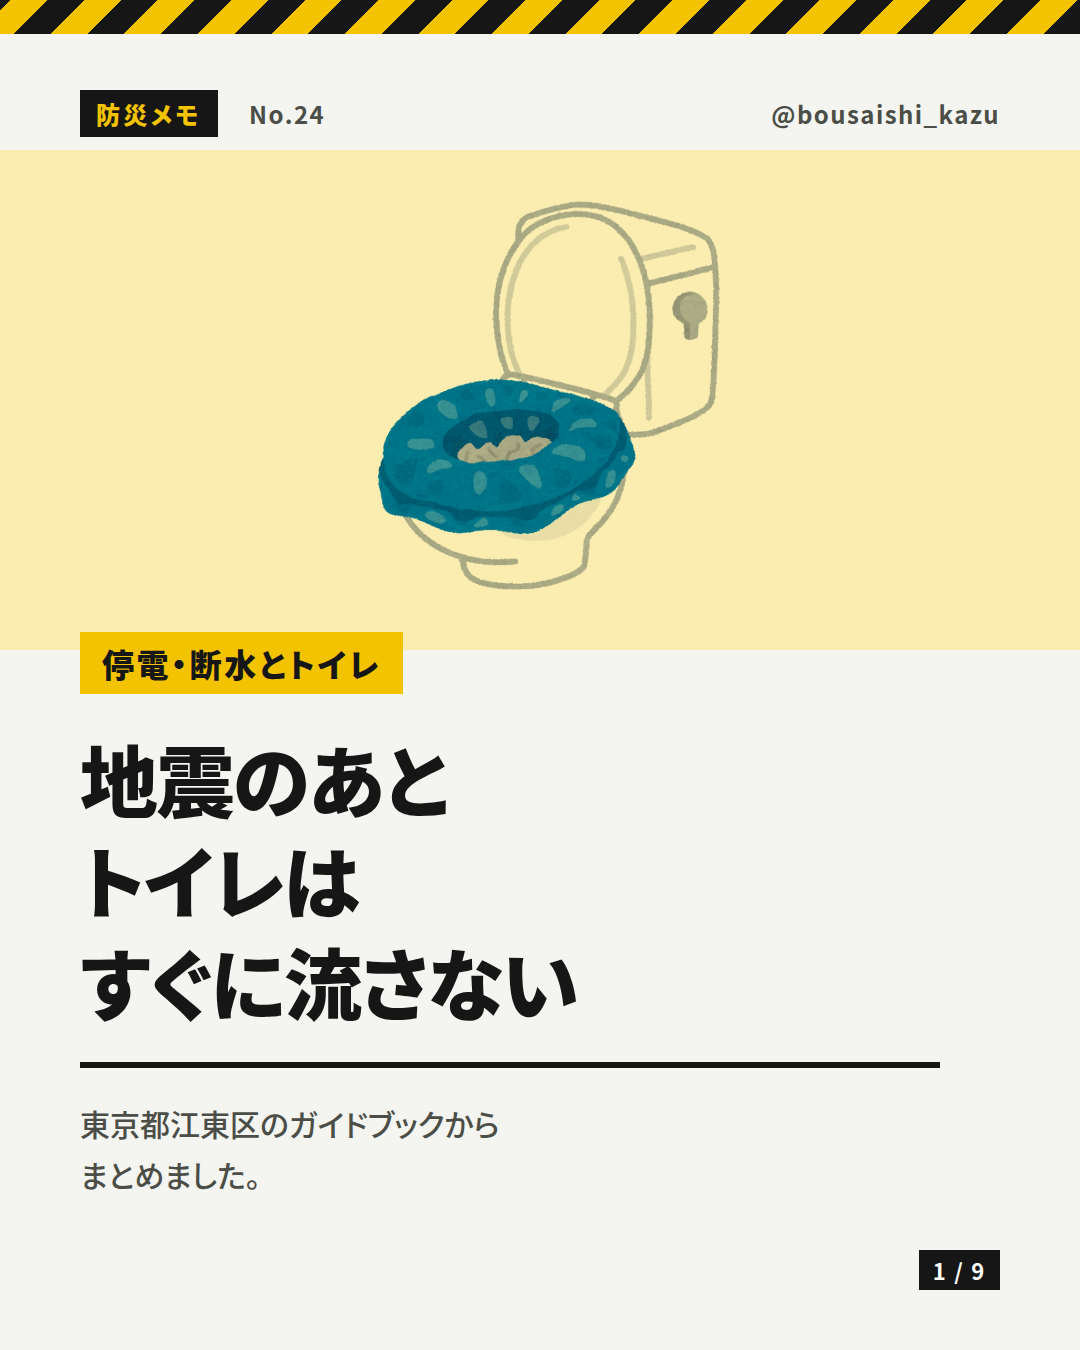 防災メモ No.24 @bousaishi_kazu
停電・断水とトイレ
地震のあと
トイレは
すぐに流さない
東京都江東区のガイドブックから
まとめました。
1 / 9